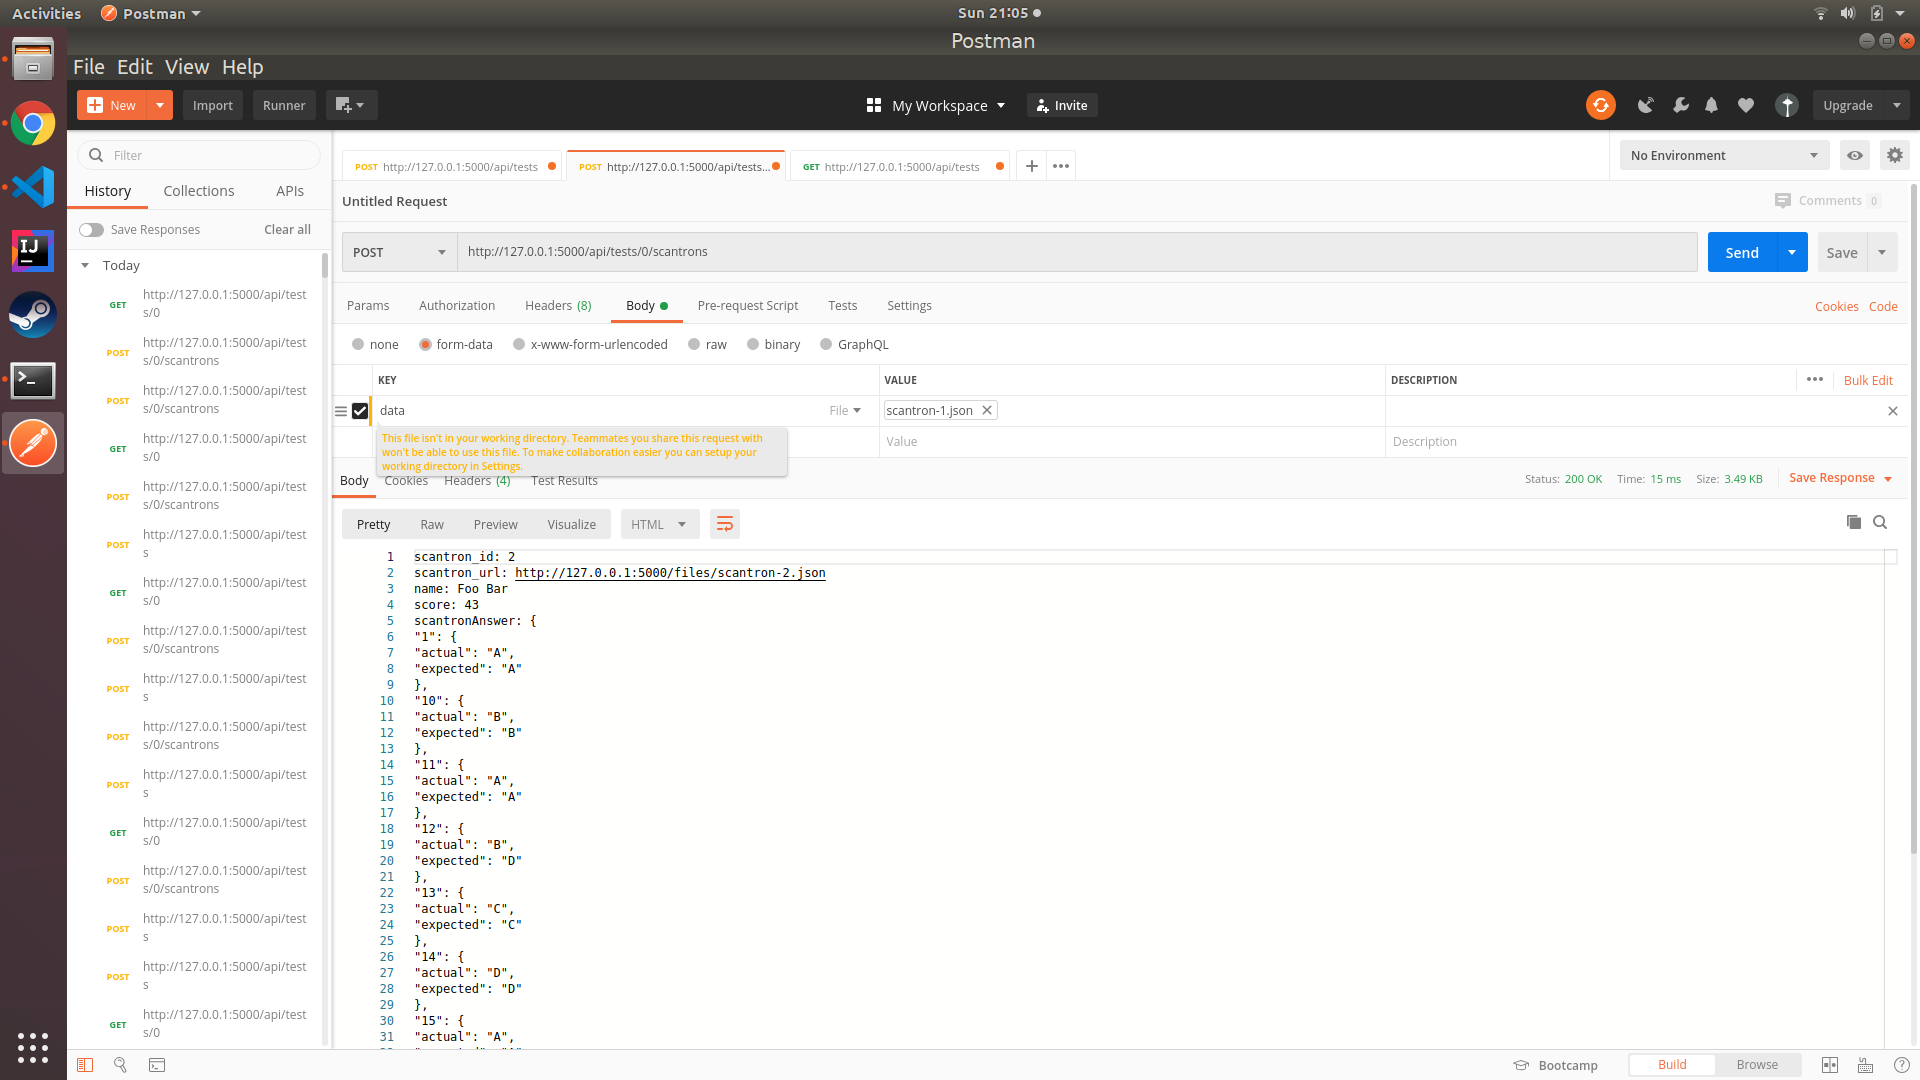 Activities
Postman
Sun 21:05
Postman
File Edit View Help
New
Import
Runner
My Workspace
Invite
Upgrade
Filter
History
Collections
APIs
Save Responses
Clear all
Today
GET http://127.0.0.1:5000/api/test
s/0
POST http://127.0.0.1:5000/api/test
s/0/scantrons
POST http://127.0.0.1:5000/api/test
s/0/scantrons
GET http://127.0.0.1:5000/api/test
s/0
POST http://127.0.0.1:5000/api/test
s/0/scantrons
POST http://127.0.0.1:5000/api/test
s
GET http://127.0.0.1:5000/api/test
s/0
POST http://127.0.0.1:5000/api/test
s/0/scantrons
POST http://127.0.0.1:5000/api/test
s
POST http://127.0.0.1:5000/api/test
s/0/scantrons
POST http://127.0.0.1:5000/api/test
s
GET http://127.0.0.1:5000/api/test
s/0
POST http://127.0.0.1:5000/api/test
s/0/scantrons
POST http://127.0.0.1:5000/api/test
s
POST http://127.0.0.1:5000/api/test
s
GET http://127.0.0.1:5000/api/test
s/0
POST http://127.0.0.1:5000/api/tests
POST http://127.0.0.1:5000/api/tests...
GET http://127.0.0.1:5000/api/tests
No Environment
Untitled Request
Comments 0
POST
http://127.0.0.1:5000/api/tests/0/scantrons
Send
Save
Params
Authorization
Headers (8)
Body
Pre-request Script
Tests
Settings
Cookies
Code
none
form-data
x-www-form-urlencoded
raw
binary
GraphQL
KEY
VALUE
DESCRIPTION
Bulk Edit
data
File
scantron-1.json
Value
Description
This file isn't in your working directory. Teammates you share this request with
won't be able to use this file. To make collaboration easier you can setup your
working directory in Settings.
Body
Cookies
Headers (4)
Test Results
Status: 200 OK
Time: 15 ms
Size: 3.49 KB
Save Response
Pretty
Raw
Preview
Visualize
HTML
1 scantron_id: 2
2 scantron_url: http://127.0.0.1:5000/files/scantron-2.json
3 name: Foo Bar
4 score: 43
5 scantronAnswer: {
6 "1": {
7 "actual": "A",
8 "expected": "A"
9 },
10 "10": {
11 "actual": "B",
12 "expected": "B"
13 },
14 "11": {
15 "actual": "A",
16 "expected": "A"
17 },
18 "12": {
19 "actual": "B",
20 "expected": "D"
21 },
22 "13": {
23 "actual": "C",
24 "expected": "C"
25 },
26 "14": {
27 "actual": "D",
28 "expected": "D"
29 },
30 "15": {
31 "actual": "A",
Bootcamp
Build
Browse
IJ